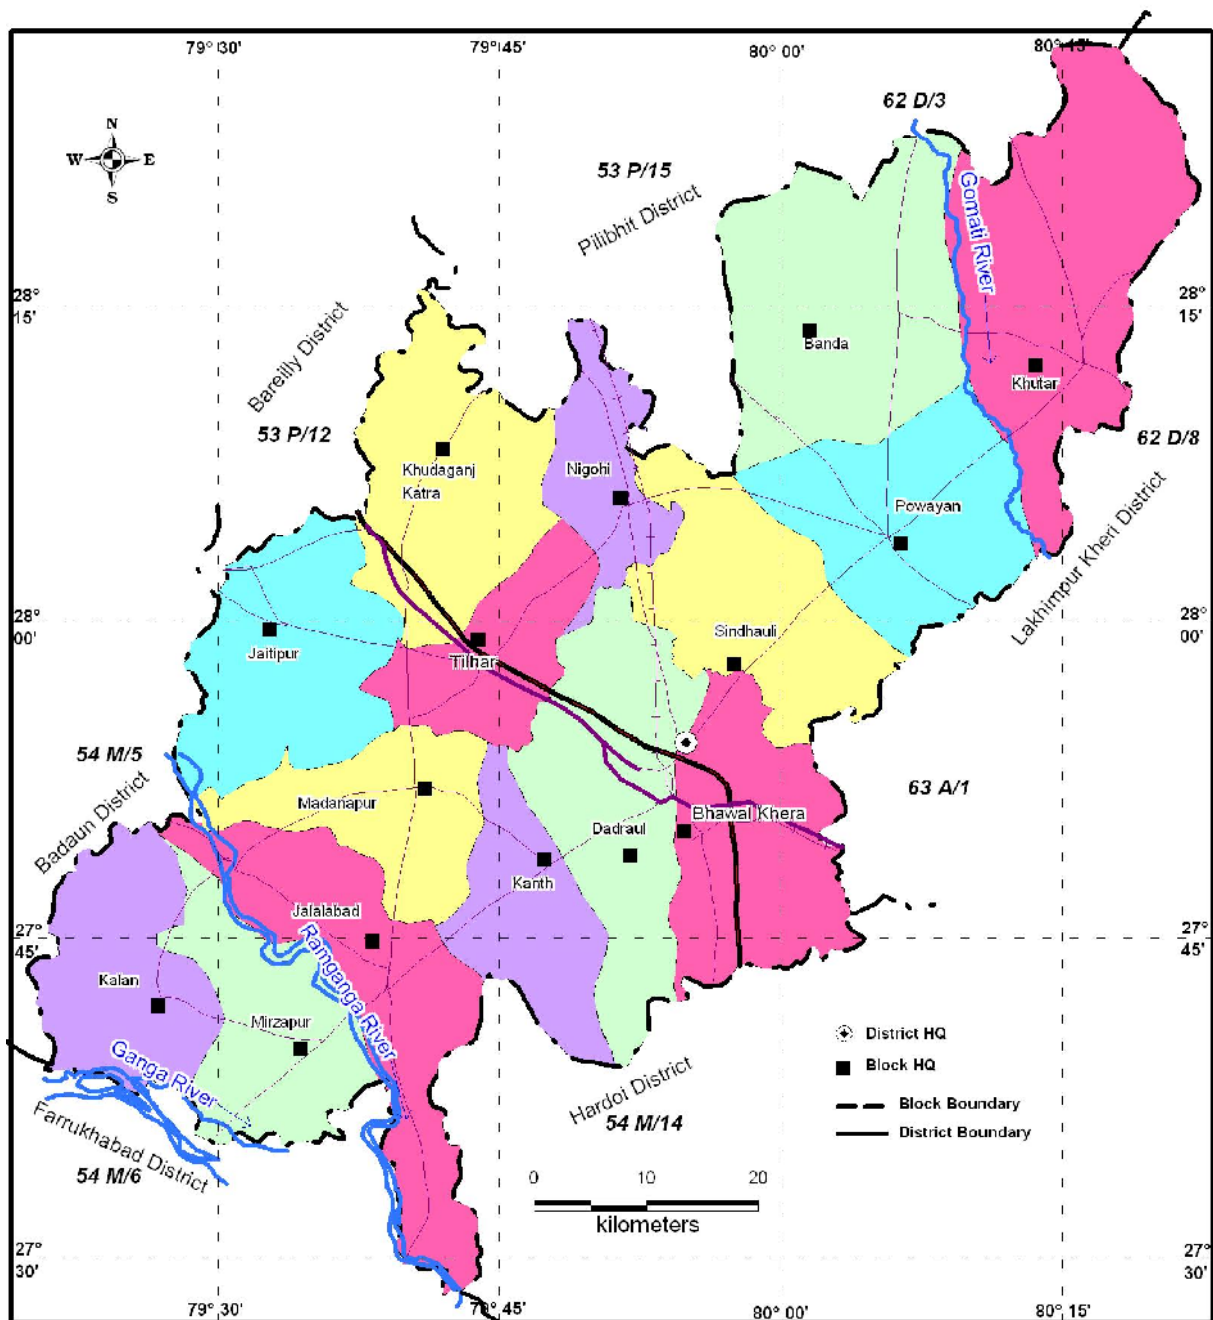 79° 30'
79° 45'
80° 00'
80° 15'
62 D/3
N
W
E
S
53 P/15
Pilibhit District
Gomati River
28°
15'
28°
15'
Bareilly District
Banda
Khutar
53 P/12
62 D/8
Khudaganj
Katra
Nigohi
Powayan
Lakhimpur Kheri District
28°
00'
28°
00'
Sindhauli
Jaitipur
Tilhar
54 M/5
Badaun District
63 A/1
Madanapur
Bhawal Khera
Dadraul
Kanth
Jalalabad
27°
45'
27°
45'
Ramganga River
Kalan
Mirzapur
Ganga River
Farrukhabad District
54 M/6
Hardoi District
54 M/14
District HQ
Block HQ
Block Boundary
District Boundary
0
10
20
kilometers
27°
30'
27°
30'
79° 30'
79° 45'
80° 00'
80° 15'